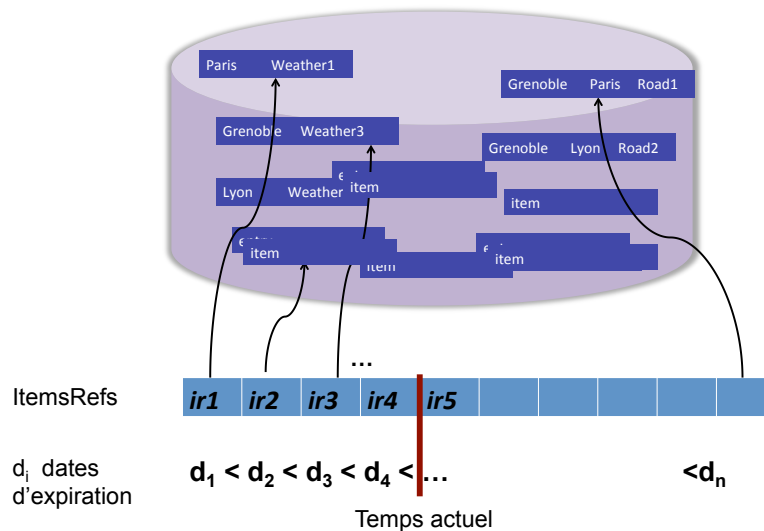 Paris Weather1
Grenoble Paris Road1
Grenoble Weather3
Grenoble Lyon Road2
item
Lyon Weather
item
item
item
item
...
ItemsRefs ir1 ir2 ir3 ir4 ir5
di dates d'expiration
d1 < d2 < d3 < d4 < ... <dn
Temps actuel